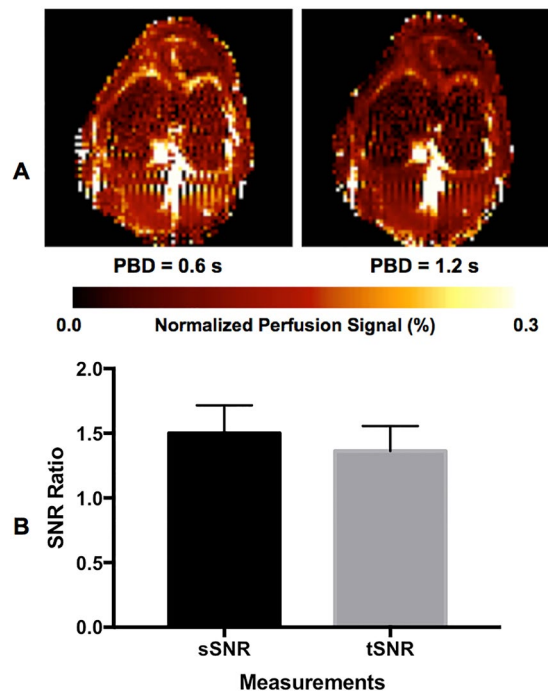 A
PBD = 0.6 s PBD = 1.2 s
0.0 Normalized Perfusion Signal (%) 0.3
B
SNR Ratio
2.0
1.5
1.0
0.5
0.0
sSNR tSNR
Measurements